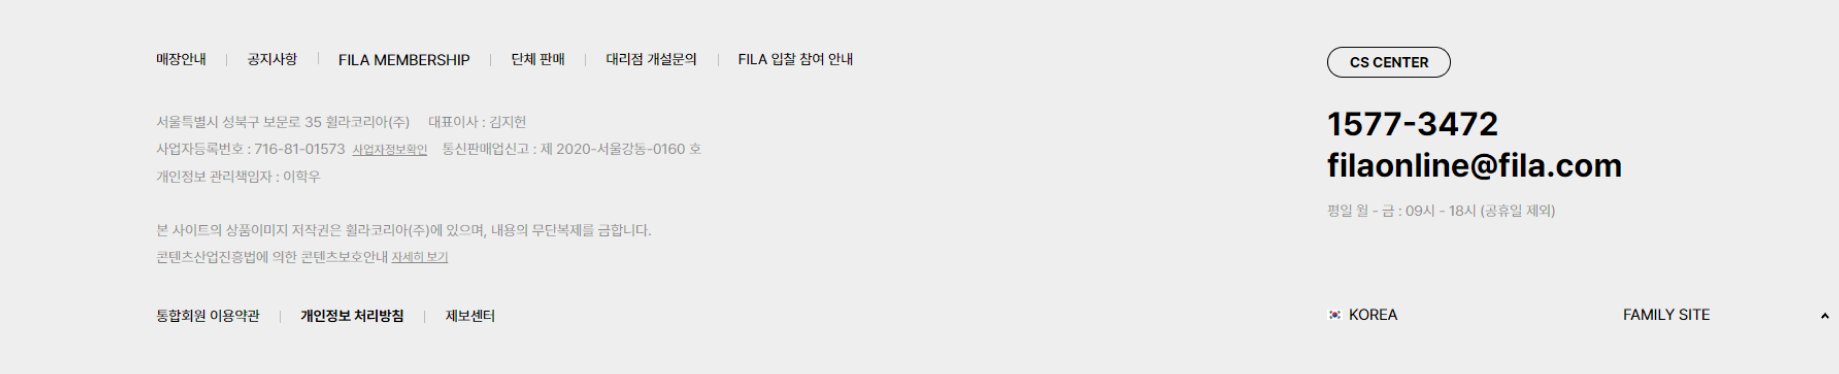 매장안내 | 공지사항 | FILA MEMBERSHIP | 단체 판매 | 대리점 개설문의 | FILA 입찰 참여 안내
서울특별시 성북구 보문로 35 휠라코리아(주) 대표이사 : 김지헌
사업자등록번호 : 716-81-01573 사업자정보확인 통신판매업신고 : 제 2020-서울강동-0160 호
개인정보 관리책임자 : 이학우
본 사이트의 상품이미지 저작권은 휠라코리아(주)에 있으며, 내용의 무단복제를 금합니다.
콘텐츠산업진흥법에 의한 콘텐츠보호안내 자세히 보기
통합회원 이용약관 | 개인정보 처리방침 | 제보센터
CS CENTER
1577-3472
filaonline@fila.com
평일 월 - 금 : 09시 - 18시 (공휴일 제외)
KOREA
FAMILY SITE